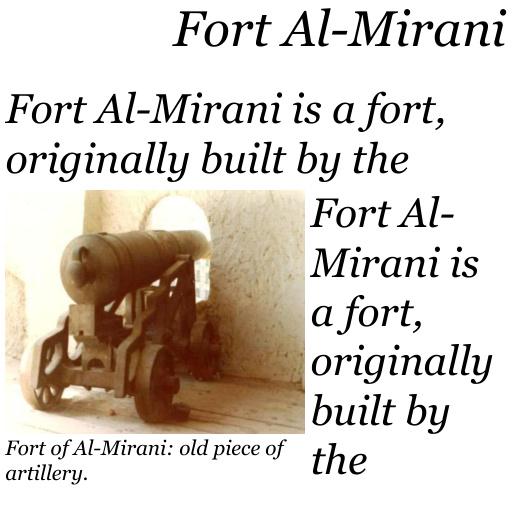 Fort Al-Mirani
Fort Al-Mirani is a fort,
originally built by the
Fort Al-
Mirani is
a fort,
originally
built by
the
Fort of Al-Mirani: old piece of
artillery.